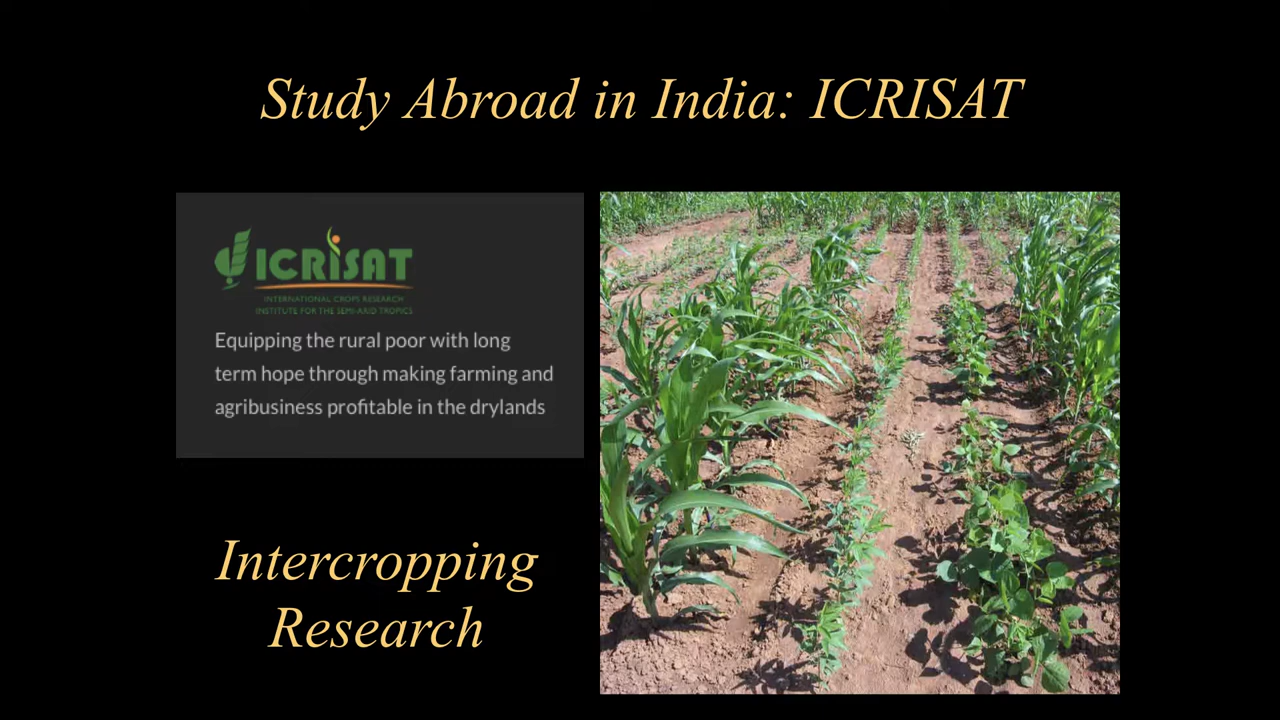 Study Abroad in India: ICRISAT
ICRISAT
INTERNATIONAL CROPS RESEARCH
INSTITUTE FOR THE SEMI-ARID TROPICS
Equipping the rural poor with long
term hope through making farming and
agribusiness profitable in the drylands
Intercropping
Research